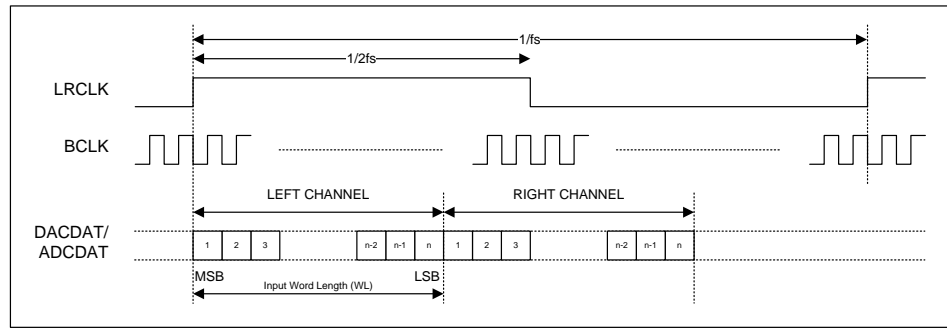 1/fs
1/2fs
LRCLK
BCLK
LEFT CHANNEL RIGHT CHANNEL
DACDAT/
ADCDAT
1 2 3 n-2 n-1 n 1 2 3 n-2 n-1 n
MSB LSB
Input Word Length (WL)